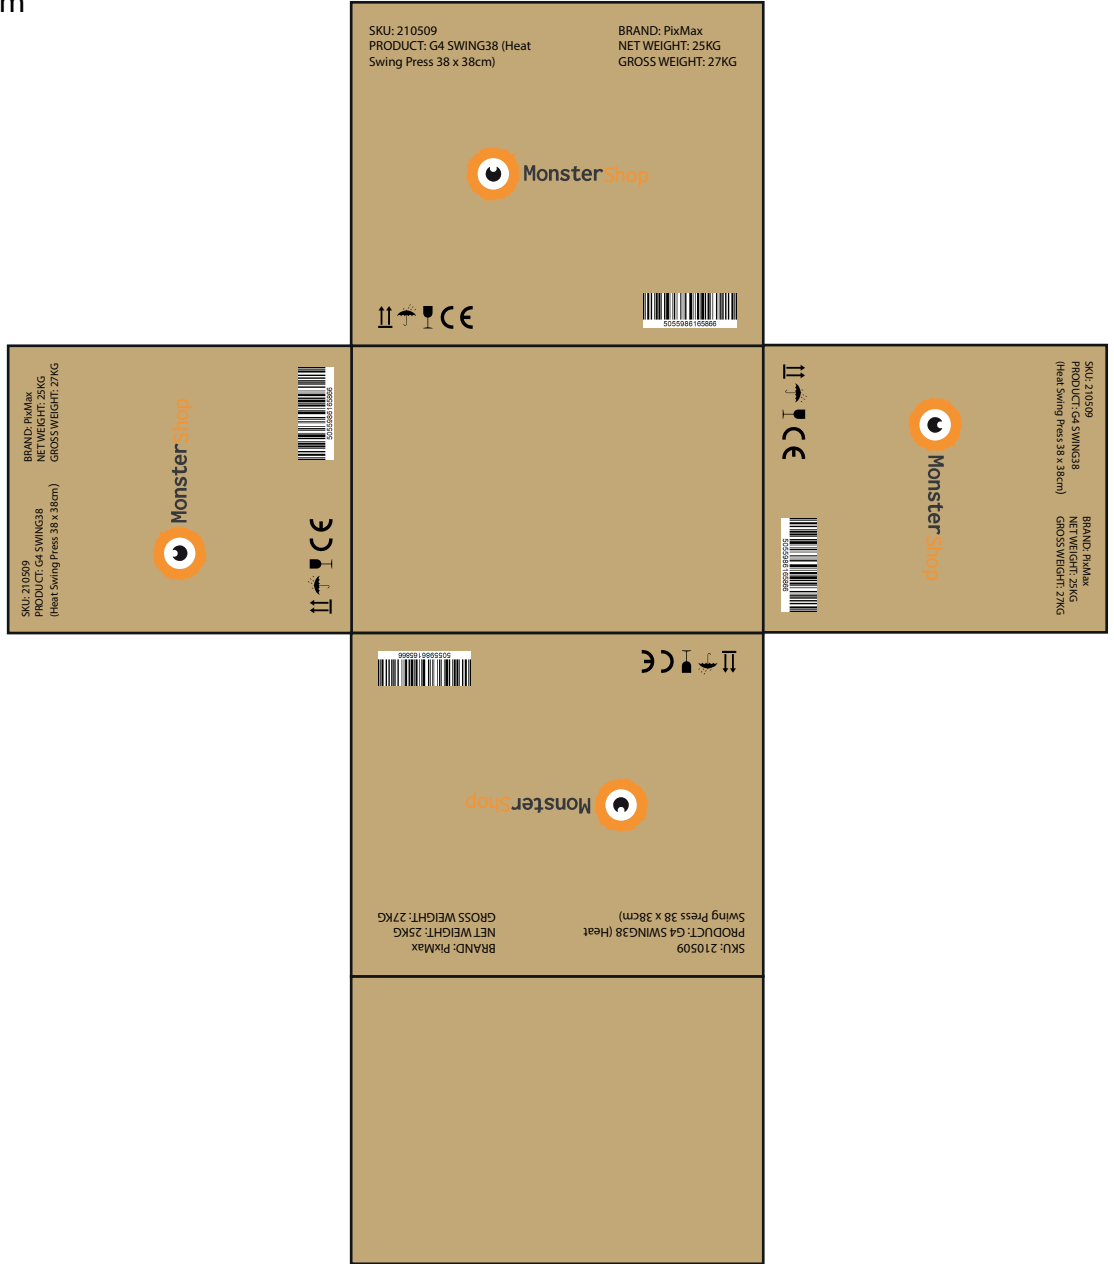 m
SKU: 210509
PRODUCT: G4 SWING38 (Heat
Swing Press 38 x 38cm)
BRAND: PixMax
NET WEIGHT: 25KG
GROSS WEIGHT: 27KG
MonsterShop
CE
5055986165866
SKU: 210509
PRODUCT: G4 SWING38
(Heat Swing Press 38 x 38cm)
BRAND: PixMax
NET WEIGHT: 25KG
GROSS WEIGHT: 27KG
MonsterShop
CE
5055986165866
SKU: 210509
PRODUCT: G4 SWING38
(Heat Swing Press 38 x 38cm)
BRAND: PixMax
NET WEIGHT: 25KG
GROSS WEIGHT: 27KG
MonsterShop
CE
5055986165866
SKU: 210509
PRODUCT: G4 SWING38 (Heat
Swing Press 38 x 38cm)
BRAND: PixMax
NET WEIGHT: 25KG
GROSS WEIGHT: 27KG
MonsterShop
CE
5055986165866